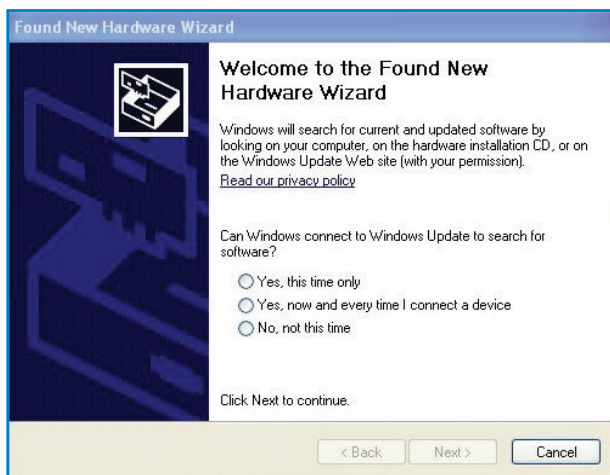 Found New Hardware Wizard
Welcome to the Found New
Hardware Wizard
Windows will search for current and updated software by
looking on your computer, on the hardware installation CD, or on
the Windows Update Web site (with your permission).
Read our privacy policy
Can Windows connect to Windows Update to search for
software?
Yes, this time only
Yes, now and every time I connect a device
No, not this time
Click Next to continue.
< Back Next > Cancel